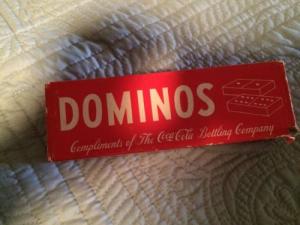 DOMINOS
Compliments of The Coca-Cola Bottling Company